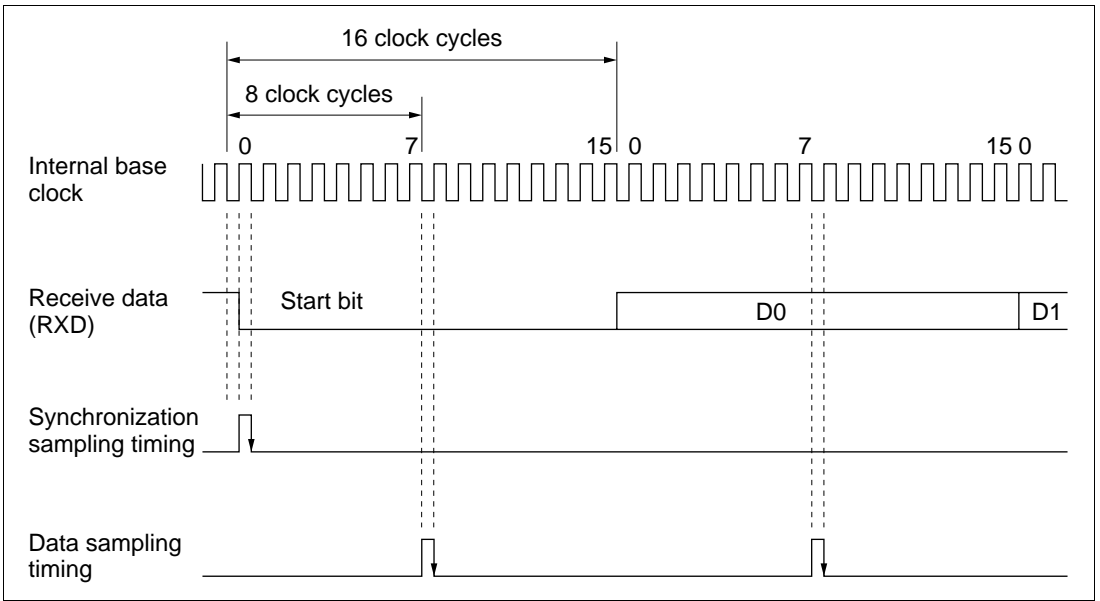 16 clock cycles
8 clock cycles
0 7 15 0 7 15 0
Internal base
clock
Receive data
(RXD)
Start bit
D0
D1
Synchronization
sampling timing
Data sampling
timing